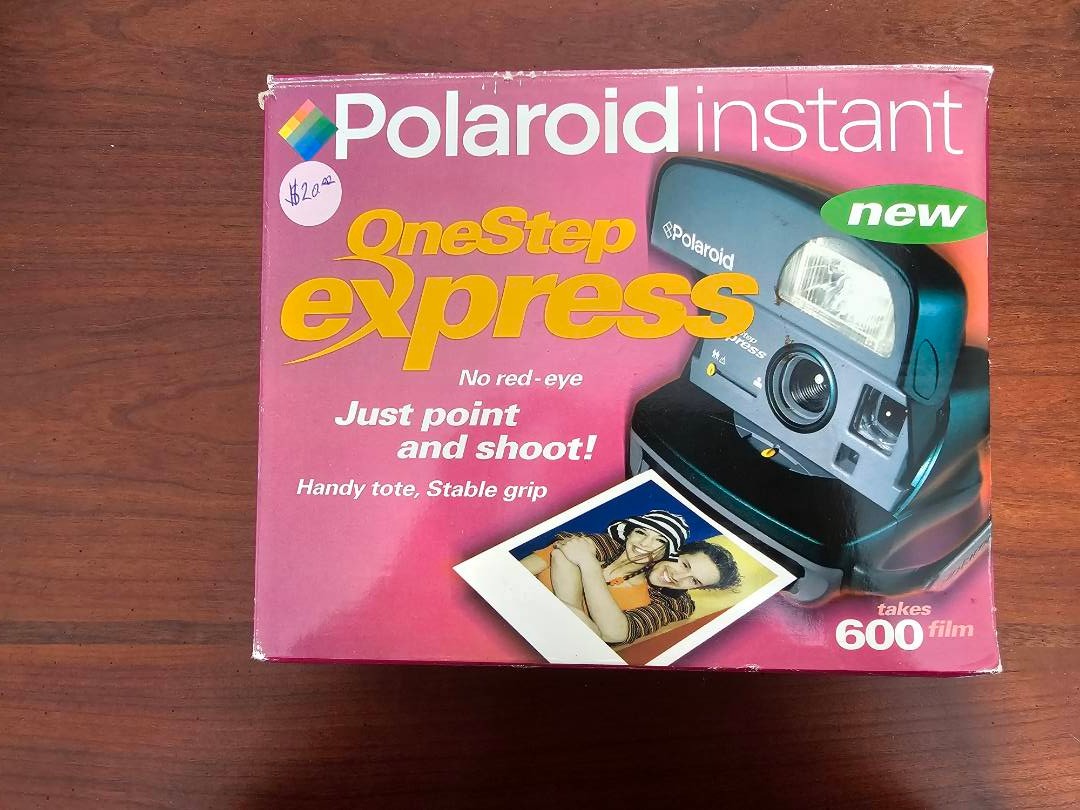 Polaroid instant
$20.00
new
Polaroid
OneStep
express
No red-eye
Just point
and shoot!
Handy tote, Stable grip
takes
600 film